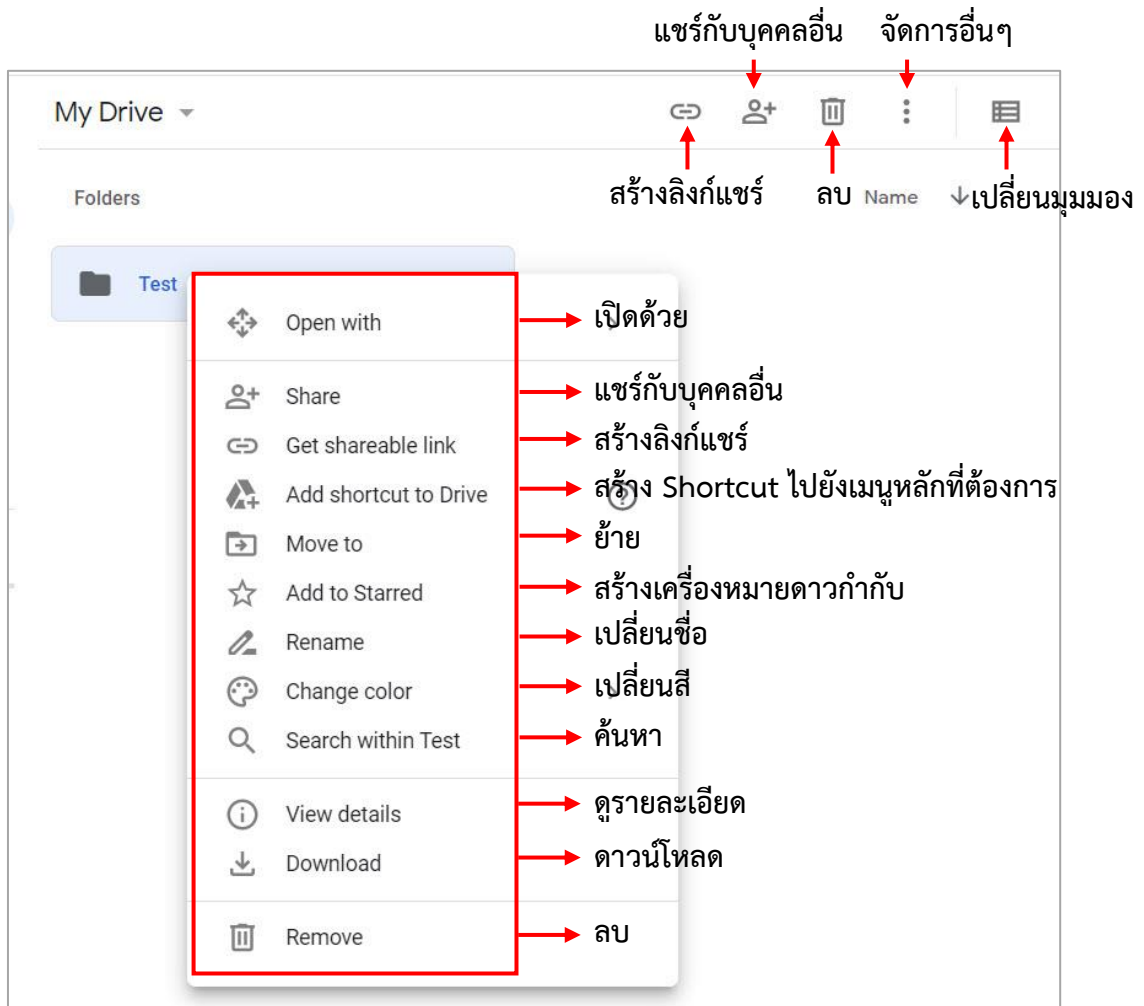 แชร์กับบุคคลอื่น จัดการอื่นๆ
My Drive
สร้างลิงก์แชร์ ลบ Name เปลี่ยนมุมมอง
Folders
Test
Open with เปิดด้วย
Share แชร์กับบุคคลอื่น
Get shareable link สร้างลิงก์แชร์
Add shortcut to Drive สร้าง Shortcut ไปยังเมนูหลักที่ต้องการ
Move to ย้าย
Add to Starred สร้างเครื่องหมายดาวกำกับ
Rename เปลี่ยนชื่อ
Change color เปลี่ยนสี
Search within Test ค้นหา
View details ดูรายละเอียด
Download ดาวน์โหลด
Remove ลบ